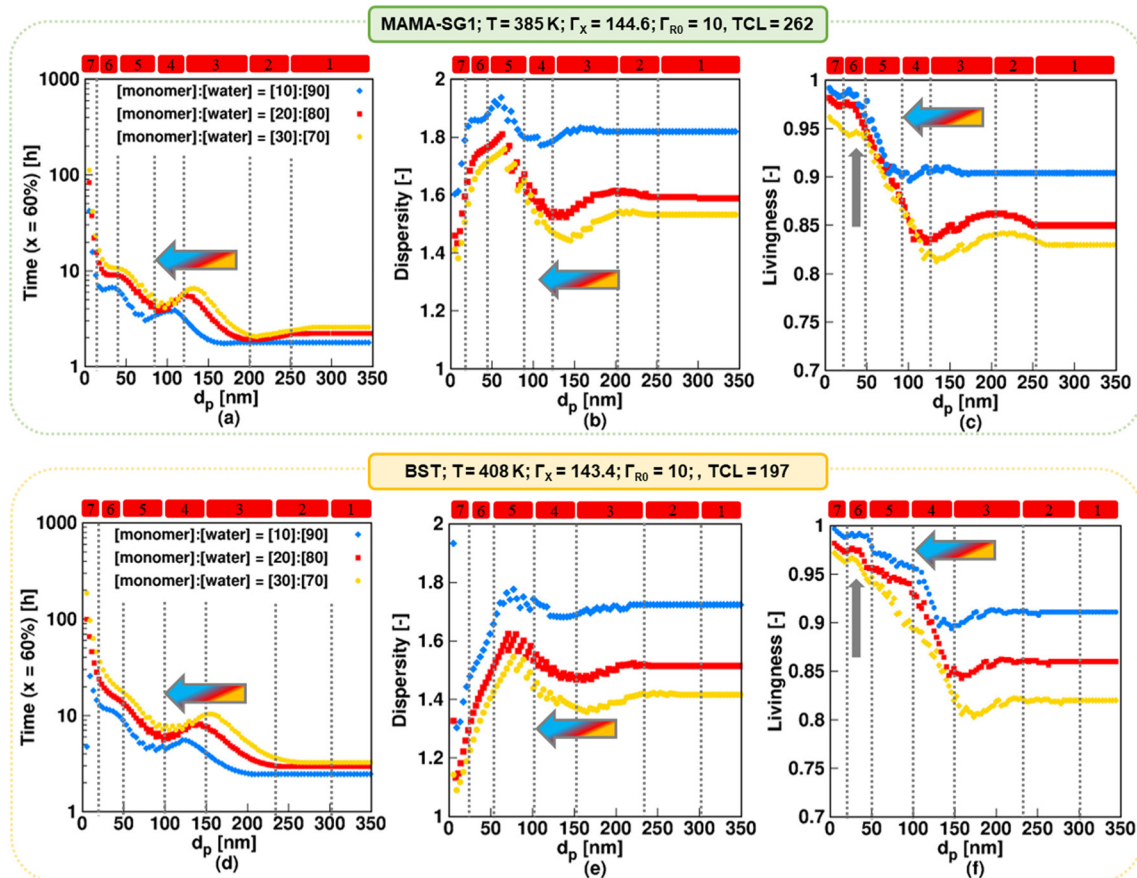 MAMA-SG1; T = 385 K; Γ_X = 144.6; Γ_R0 = 10, TCL = 262
7 6 5 4 3 2 1
1000
100
10
1
Time (x = 60%) [h]
[monomer]:[water] = [10]:[90]
[monomer]:[water] = [20]:[80]
[monomer]:[water] = [30]:[70]
0 50 100 150 200 250 300 350
d_p [nm]
(a)
7 6 5 4 3 2 1
2
1.8
1.6
1.4
1.2
1
Dispersity [-]
0 50 100 150 200 250 300 350
d_p [nm]
(b)
7 6 5 4 3 2 1
1
0.95
0.9
0.85
0.8
0.75
0.7
Livingness [-]
0 50 100 150 200 250 300 350
d_p [nm]
(c)
BST; T = 408 K; Γ_X = 143.4; Γ_R0 = 10; , TCL = 197
7 6 5 4 3 2 1
1000
100
10
1
Time (x = 60%) [h]
[monomer]:[water] = [10]:[90]
[monomer]:[water] = [20]:[80]
[monomer]:[water] = [30]:[70]
0 50 100 150 200 250 300 350
d_p [nm]
(d)
7 6 5 4 3 2 1
2
1.8
1.6
1.4
1.2
1
Dispersity [-]
0 50 100 150 200 250 300 350
d_p [nm]
(e)
7 6 5 4 3 2 1
1
0.95
0.9
0.85
0.8
0.75
0.7
Livingness [-]
0 50 100 150 200 250 300 350
d_p [nm]
(f)